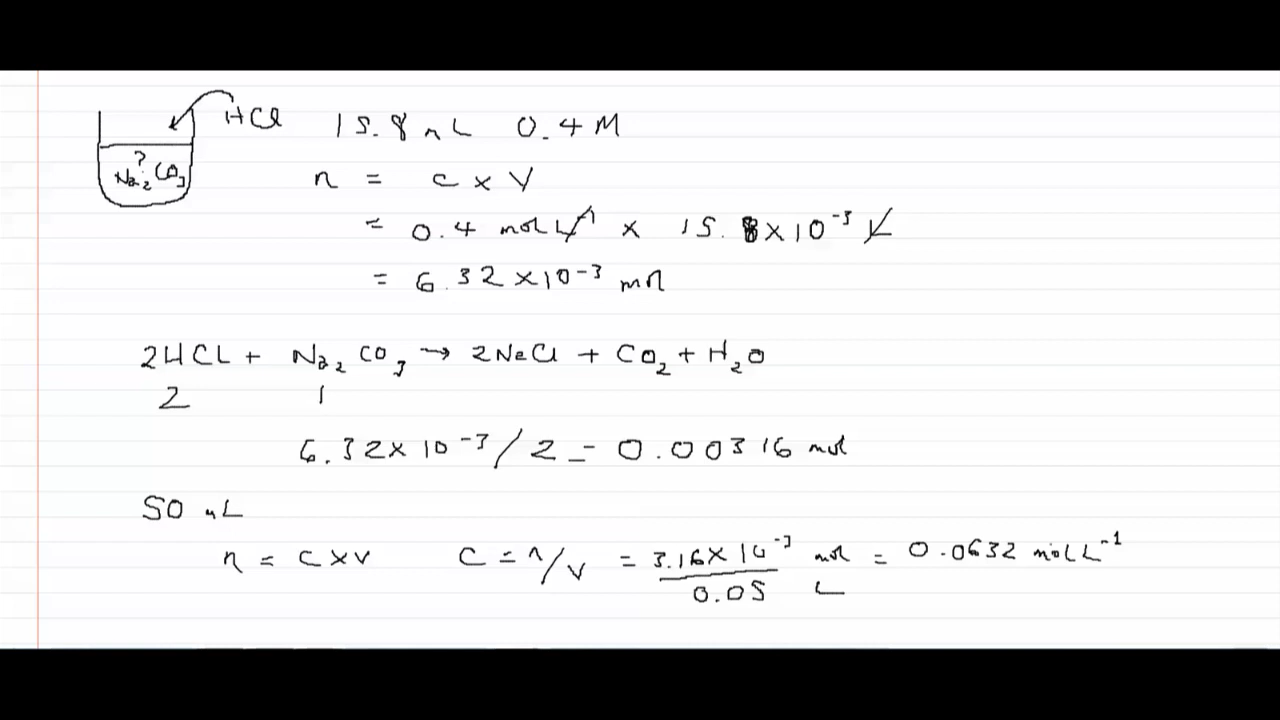 HCl 15.8 mL 0.4 M
? Na₂CO₃
n = c x V
= 0.4 mol L⁻¹ x 15.8 x 10⁻³ L
= 6.32 x 10⁻³ mol
2HCL + Na₂CO₃ → 2NaCl + CO₂ + H₂O
2 1
6.32 x 10⁻³ / 2 = 0.00316 mol
50 mL
n = c x v C = n/v = 3.16 x 10⁻³ mol / 0.05 L = 0.0632 mol L⁻¹